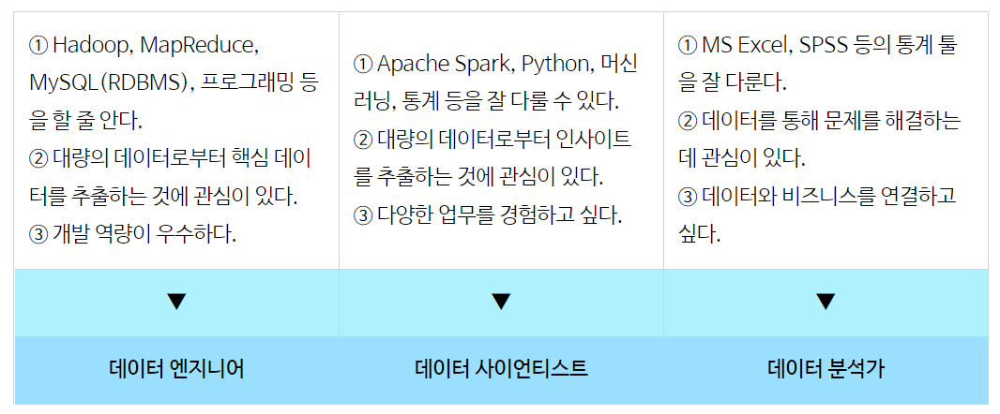 ① Hadoop, MapReduce,
MySQL(RDBMS), 프로그래밍 등
을 할 줄 안다.
② 대량의 데이터로부터 핵심 데이
터를 추출하는 것에 관심이 있다.
③ 개발 역량이 우수하다.
① Apache Spark, Python, 머신
러닝, 통계 등을 잘 다룰 수 있다.
② 대량의 데이터로부터 인사이트
를 추출하는 것에 관심이 있다.
③ 다양한 업무를 경험하고 싶다.
① MS Excel, SPSS 등의 통계 툴
을 잘 다룬다.
② 데이터를 통해 문제를 해결하는
데 관심이 있다.
③ 데이터와 비즈니스를 연결하고
싶다.
▼ ▼ ▼
데이터 엔지니어 데이터 사이언티스트 데이터 분석가